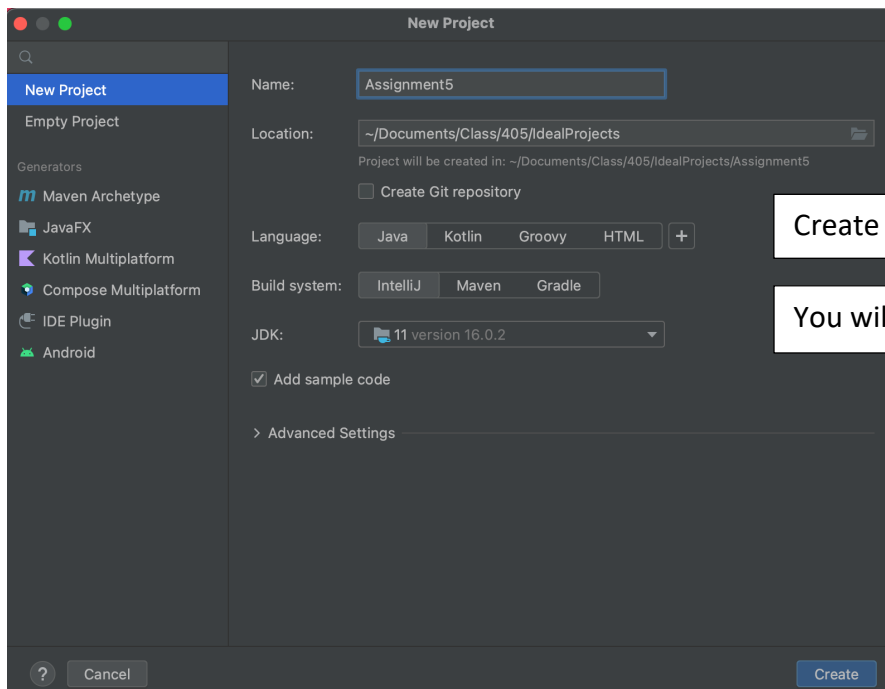 New Project
New Project
Empty Project
Generators
Maven Archetype
JavaFX
Kotlin Multiplatform
Compose Multiplatform
IDE Plugin
Android
Name: Assignment5
Location: ~/Documents/Class/405/IdealProjects
Project will be created in: ~/Documents/Class/405/IdealProjects/Assignment5
Create Git repository
Language: Java Kotlin Groovy HTML +
Create
Build system: IntelliJ Maven Gradle
You wil
JDK: 11 version 16.0.2
Add sample code
Advanced Settings
? Cancel Create